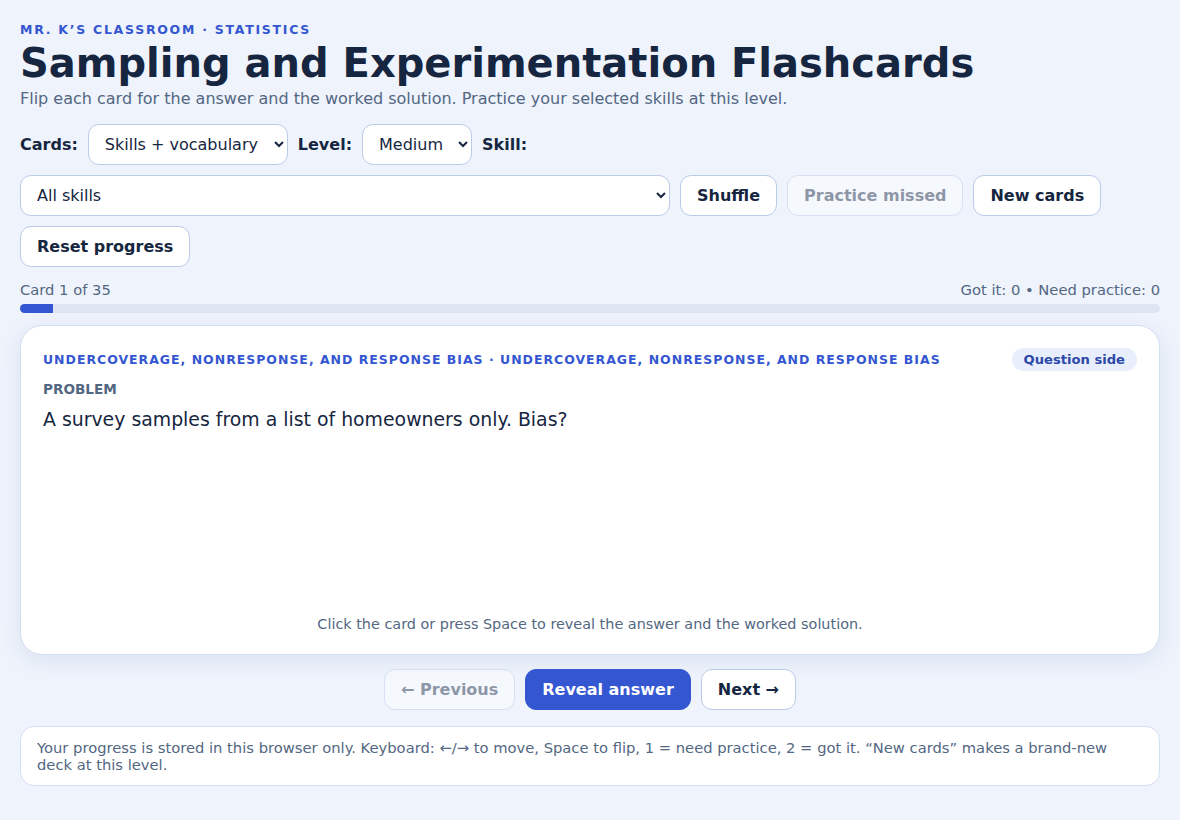 MR. K’S CLASSROOM · STATISTICS
Sampling and Experimentation Flashcards
Flip each card for the answer and the worked solution. Practice your selected skills at this level.
Cards: Skills + vocabulary Level: Medium Skill:
All skills Shuffle Practice missed New cards
Reset progress
Card 1 of 35 Got it: 0 • Need practice: 0
UNDERCOVERAGE, NONRESPONSE, AND RESPONSE BIAS · UNDERCOVERAGE, NONRESPONSE, AND RESPONSE BIAS Question side
PROBLEM
A survey samples from a list of homeowners only. Bias?
Click the card or press Space to reveal the answer and the worked solution.
← Previous Reveal answer Next →
Your progress is stored in this browser only. Keyboard: ←/→ to move, Space to flip, 1 = need practice, 2 = got it. “New cards” makes a brand-new
deck at this level.